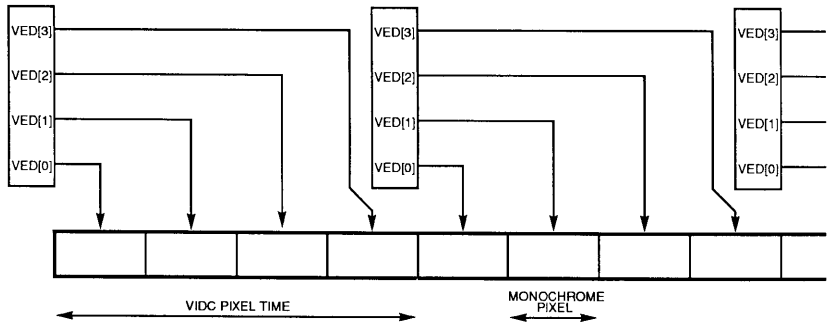 VED[3]
VED[2]
VED[1]
VED[0]
VED[3]
VED[2]
VED[1]
VED[0]
VED[3]
VED[2]
VED[1]
VED[0]
VIDC PIXEL TIME
MONOCHROME
PIXEL